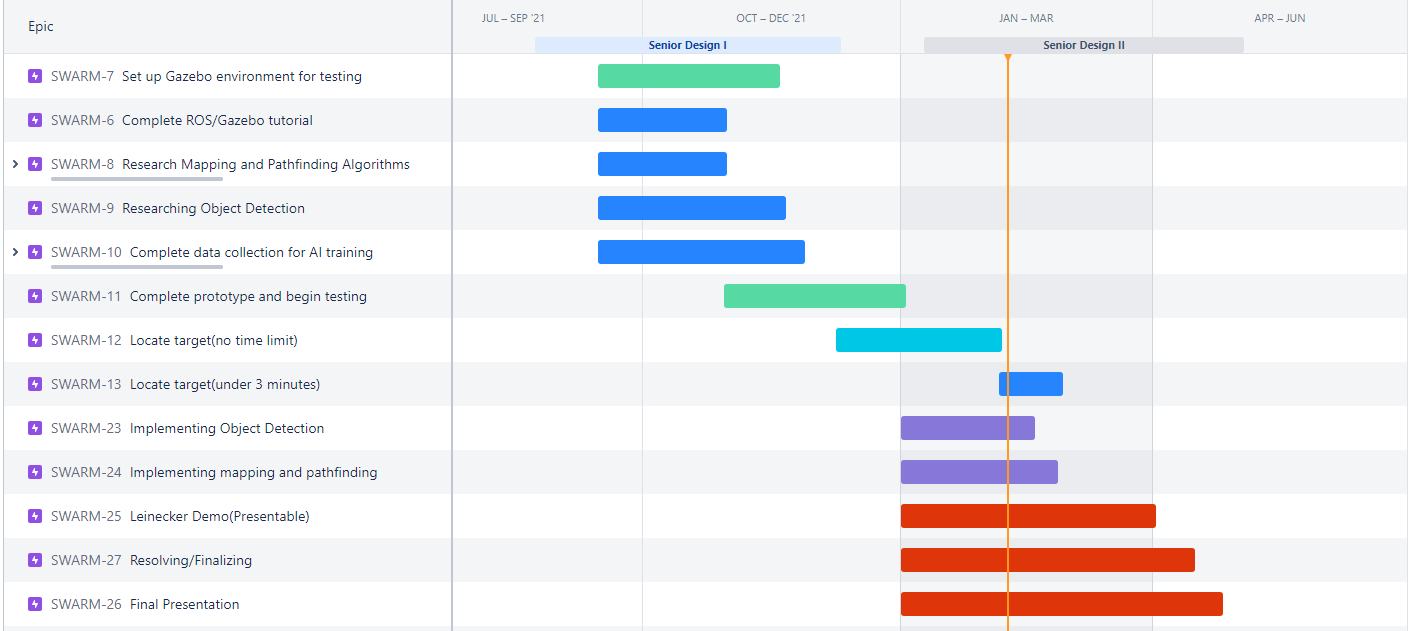 Epic
JUL – SEP '21
OCT – DEC '21
JAN – MAR
APR – JUN
Senior Design I
Senior Design II
SWARM-7 Set up Gazebo environment for testing
SWARM-6 Complete ROS/Gazebo tutorial
SWARM-8 Research Mapping and Pathfinding Algorithms
SWARM-9 Researching Object Detection
SWARM-10 Complete data collection for AI training
SWARM-11 Complete prototype and begin testing
SWARM-12 Locate target(no time limit)
SWARM-13 Locate target(under 3 minutes)
SWARM-23 Implementing Object Detection
SWARM-24 Implementing mapping and pathfinding
SWARM-25 Leinecker Demo(Presentable)
SWARM-27 Resolving/Finalizing
SWARM-26 Final Presentation